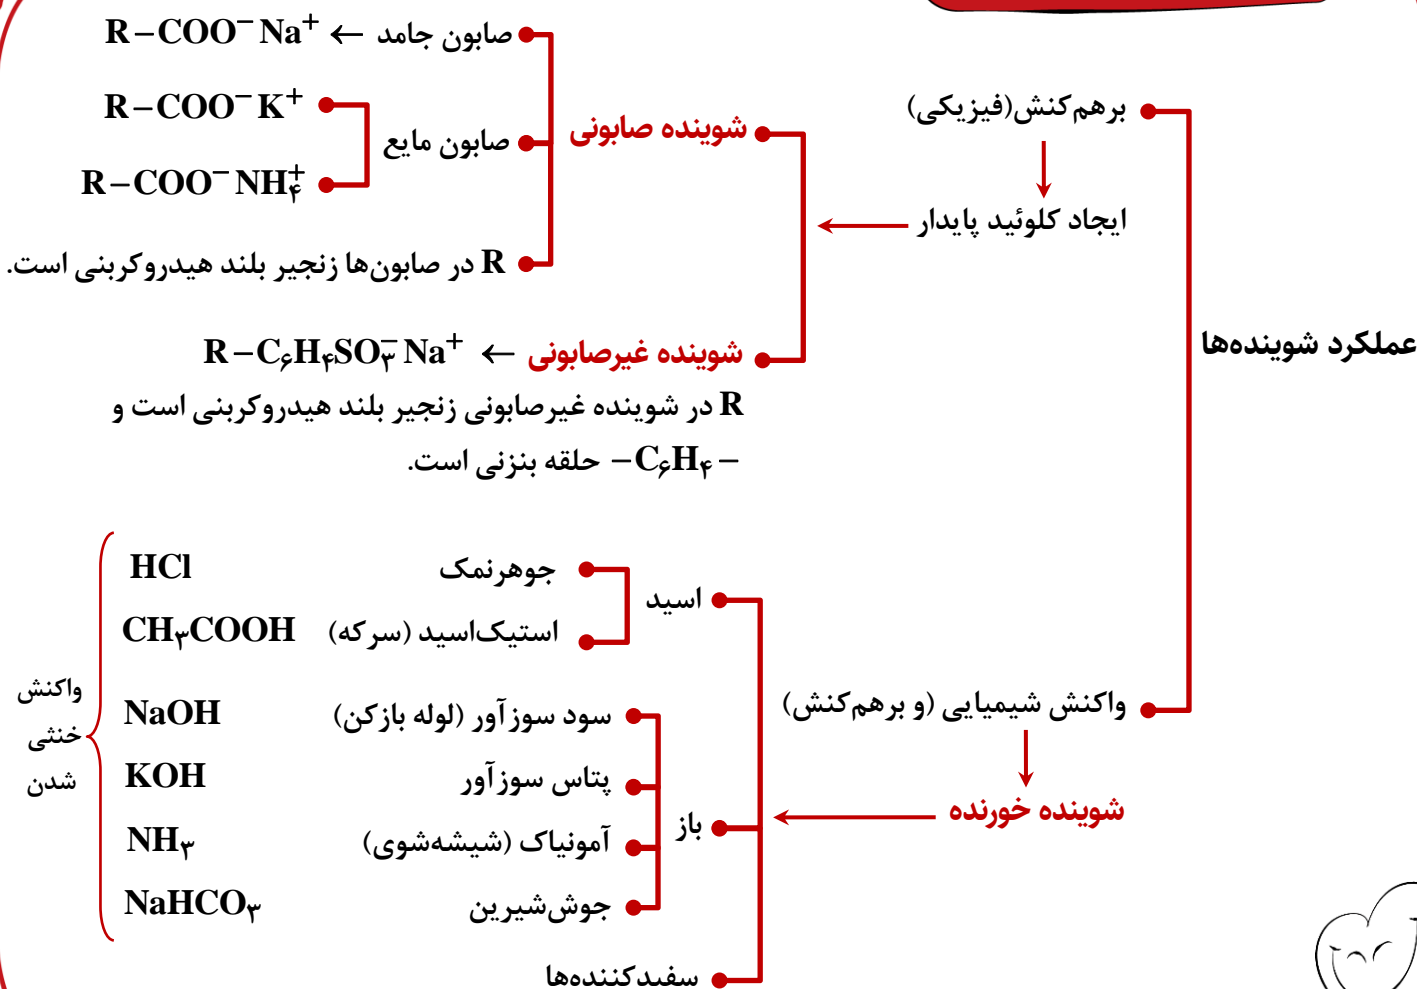 عملکرد شوینده‌ها
برهم‌کنش(فیزیکی)
ایجاد کلوئید پایدار
شوینده صابونی
صابون جامد ← R–COO⁻ Na⁺
صابون مایع
R–COO⁻ K⁺
R–COO⁻ NH₄⁺
R در صابون‌ها زنجیر بلند هیدروکربنی است.
شوینده غیرصابونی ← R–C۶H۴SO۳⁻ Na⁺
R در شوینده غیرصابونی زنجیر بلند هیدروکربنی است و
–C۶H۴– حلقه بنزنی است.
واکنش شیمیایی (و برهم‌کنش)
شوینده خورنده
اسید
جوهرنمک HCl
استیک‌اسید (سرکه) CH۳COOH
باز
سود سوزآور (لوله بازکن) NaOH
پتاس سوزآور KOH
آمونیاک (شیشه‌شوی) NH۳
جوش‌شیرین NaHCO۳
سفیدکننده‌ها
واکنش
خنثی
شدن